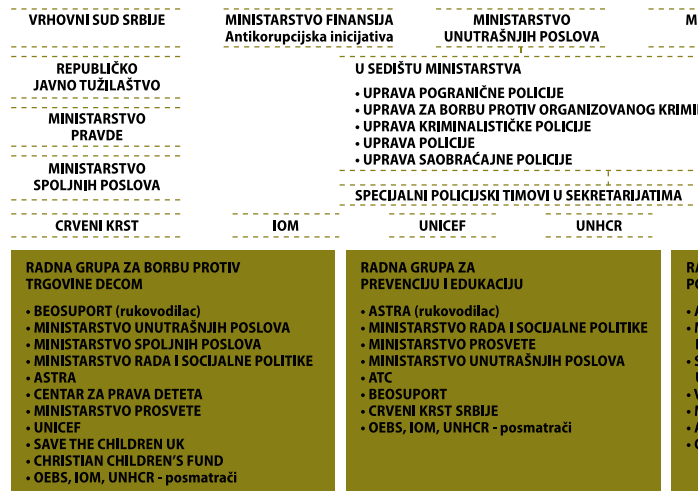 VRHOVNI SUD SRBIJE
MINISTARSTVO FINANSIJA
Antikorupcijska inicijativa
MINISTARSTVO
UNUTRAŠNJIH POSLOVA
REPUBLIČKO
JAVNO TUŽILAŠTVO
MINISTARSTVO
PRAVDE
MINISTARSTVO
SPOLJNIH POSLOVA
U SEDIŠTU MINISTARSTVA
• UPRAVA POGRANIČNE POLICIJE
• UPRAVA ZA BORBU PROTIV ORGANIZOVANOG
• UPRAVA KRIMINALISTIČKE POLICIJE
• UPRAVA POLICIJE
• UPRAVA SAOBRAĆAJNE POLICIJE
SPECIJALNI POLICIJSKI TIMOVI U SEKRETARIJATIMA
CRVENI KRST
IOM
UNICEF
UNHCR
RADNA GRUPA ZA BORBU PROTIV
TRGOVINE DECOM
• BEOSUPORT (rukovodilac)
• MINISTARSTVO UNUTRAŠNJIH POSLOVA
• MINISTARSTVO SPOLJNIH POSLOVA
• MINISTARSTVO RADA I SOCIJALNE POLITIKE
• ASTRA
• CENTAR ZA PRAVA DETETA
• MINISTARSTVO PROSVETE
• UNICEF
• SAVE THE CHILDREN UK
• CHRISTIAN CHILDREN'S FUND
• OEBS, IOM, UNHCR - posmatrači
RADNA GRUPA ZA
PREVENCIJU I EDUKACIJU
• ASTRA (rukovodilac)
• MINISTARSTVO RADA I SOCIJALNE POLITIKE
• MINISTARSTVO PROSVETE
• MINISTARSTVO UNUTRAŠNJIH POSLOVA
• ATC
• BEOSUPORT
• CRVENI KRST SRBIJE
• OEBS, IOM, UNHCR - posmatrači